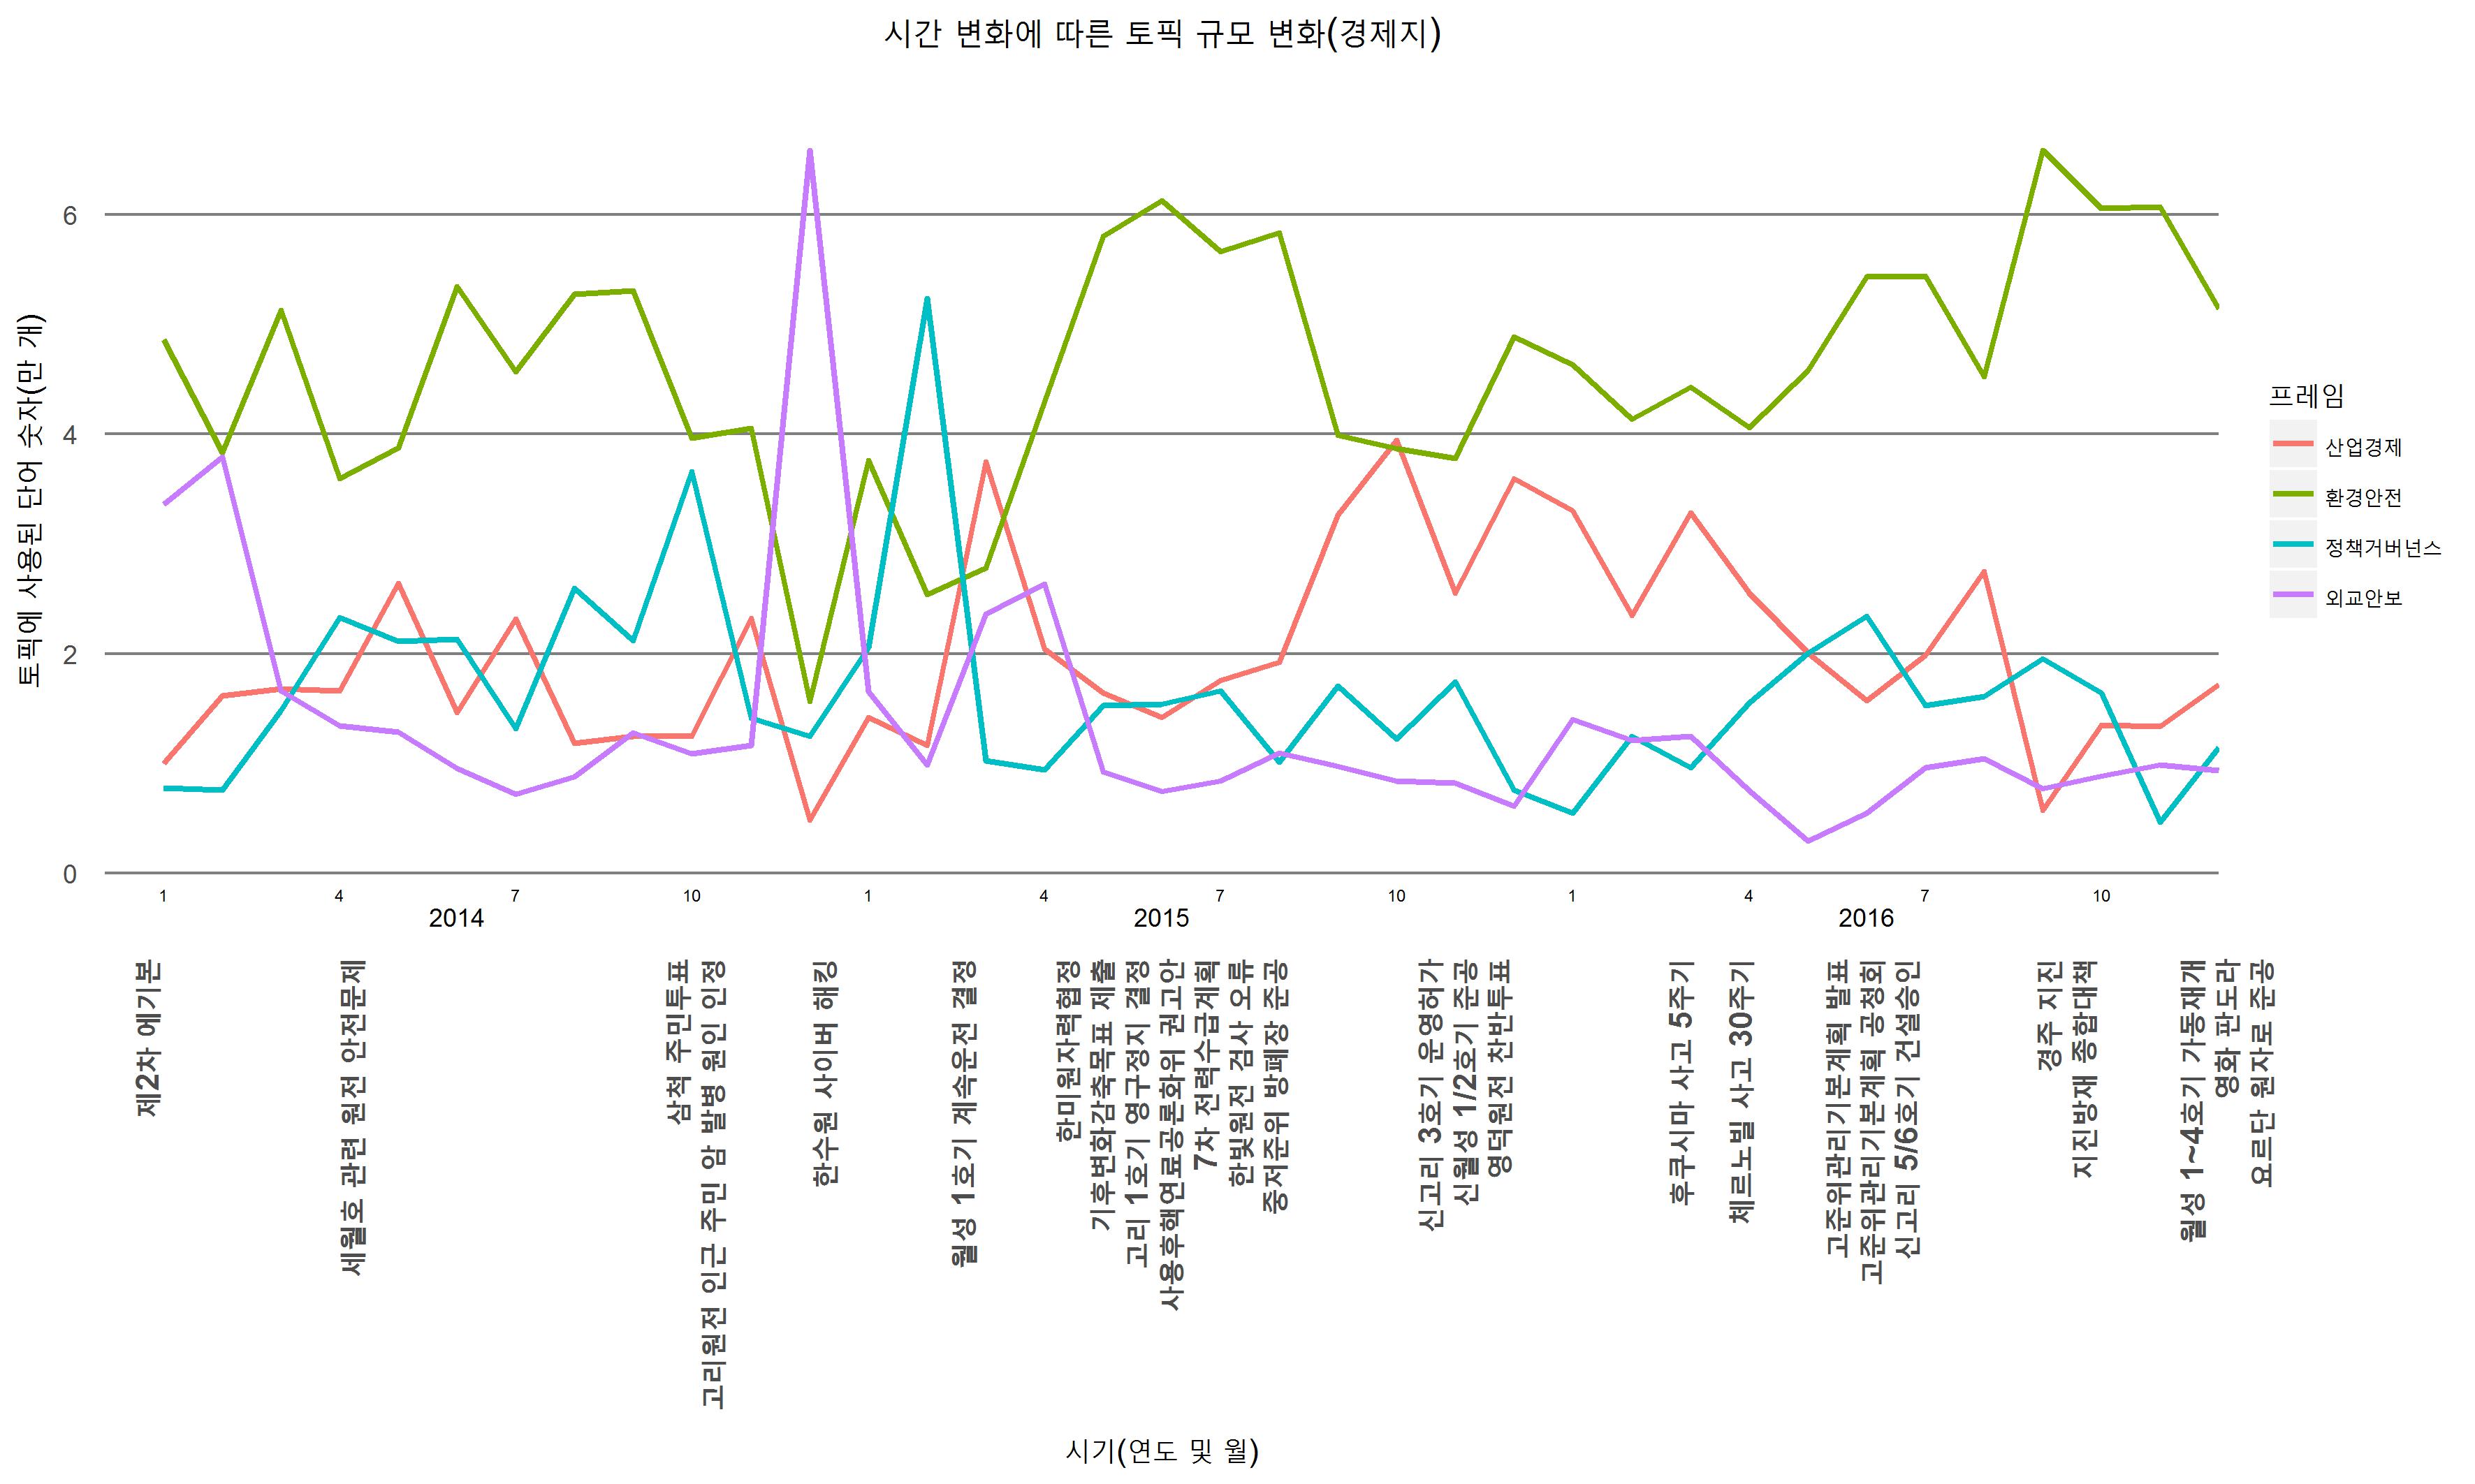 시간 변화에 따른 토픽 규모 변화(경제지)
토픽에 사용된 단어 숫자(만 개)
6
4
2
0
1
4
7
10
1
4
7
10
1
4
7
10
2014
2015
2016
제2차 에기본
세월호 관련 원전 안전문제
삼척 주민투표
고리원전 인근 주민 암 발병 원인 인정
한수원 사이버 해킹
월성 1호기 계속운전 결정
한미원자력협정
기후변화감축목표 제출
고리 1호기 영구정지 결정
사용후핵연료공론화위 권고안
7차 전력수급계획
한빛원전 검사 오류
중저준위 방폐장 준공
신고리 3호기 운영허가
신월성 1/2호기 준공
영덕원전 찬반투표
후쿠시마 사고 5주기
체르노빌 사고 30주기
고준위관리기본계획 발표
고준위관리기본계획 공청회
신고리 5/6호기 건설승인
경주 지진
지진방재 종합대책
월성 1~4호기 가동재개
영화 판도라
요르단 원자로 준공
시기(연도 및 월)
프레임
산업경제
환경안전
정책거버넌스
외교안보